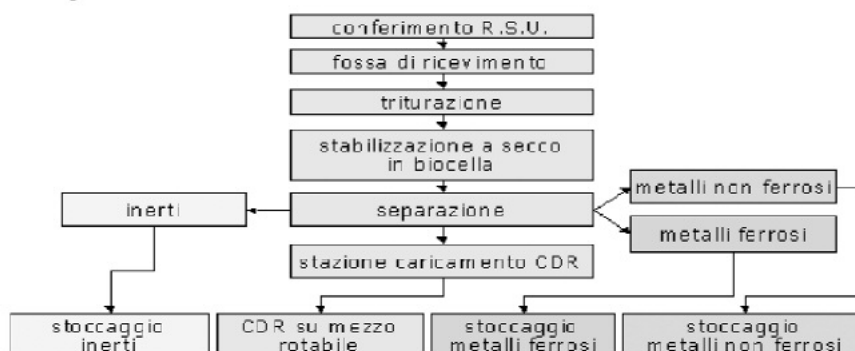 conferimento R.S.U.
fossa di ricevimento
triturazione
stabilizzazione a secco
in biocella
metalli non ferrosi
inerti
separazione
metalli ferrosi
stazione caricamento CDR
stoccaggio
inerti
CDR su mezzo
rotabile
stoccaggio
metalli ferrosi
stoccaggio
metalli non ferrosi